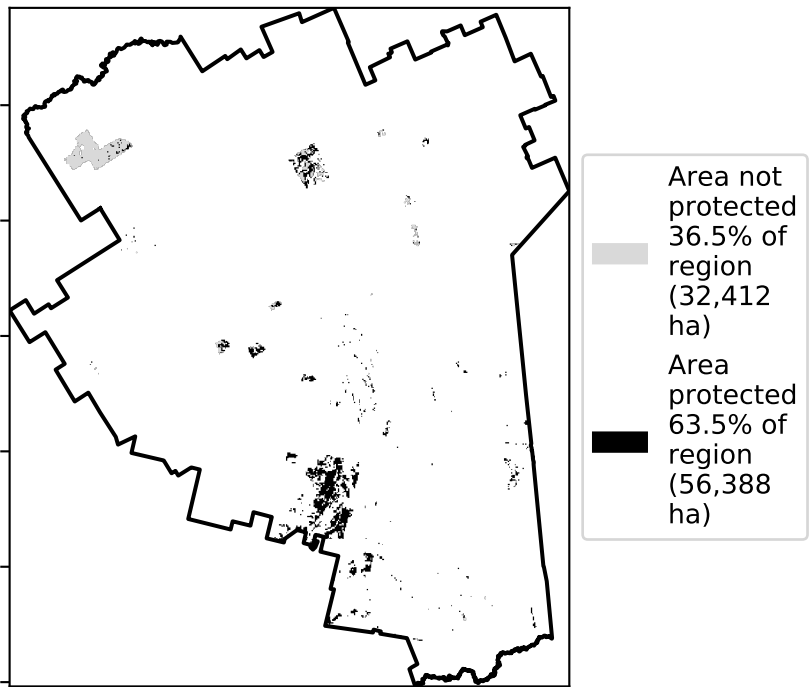 Area not
protected
36.5% of
region
(32,412
ha)
Area
protected
63.5% of
region
(56,388
ha)